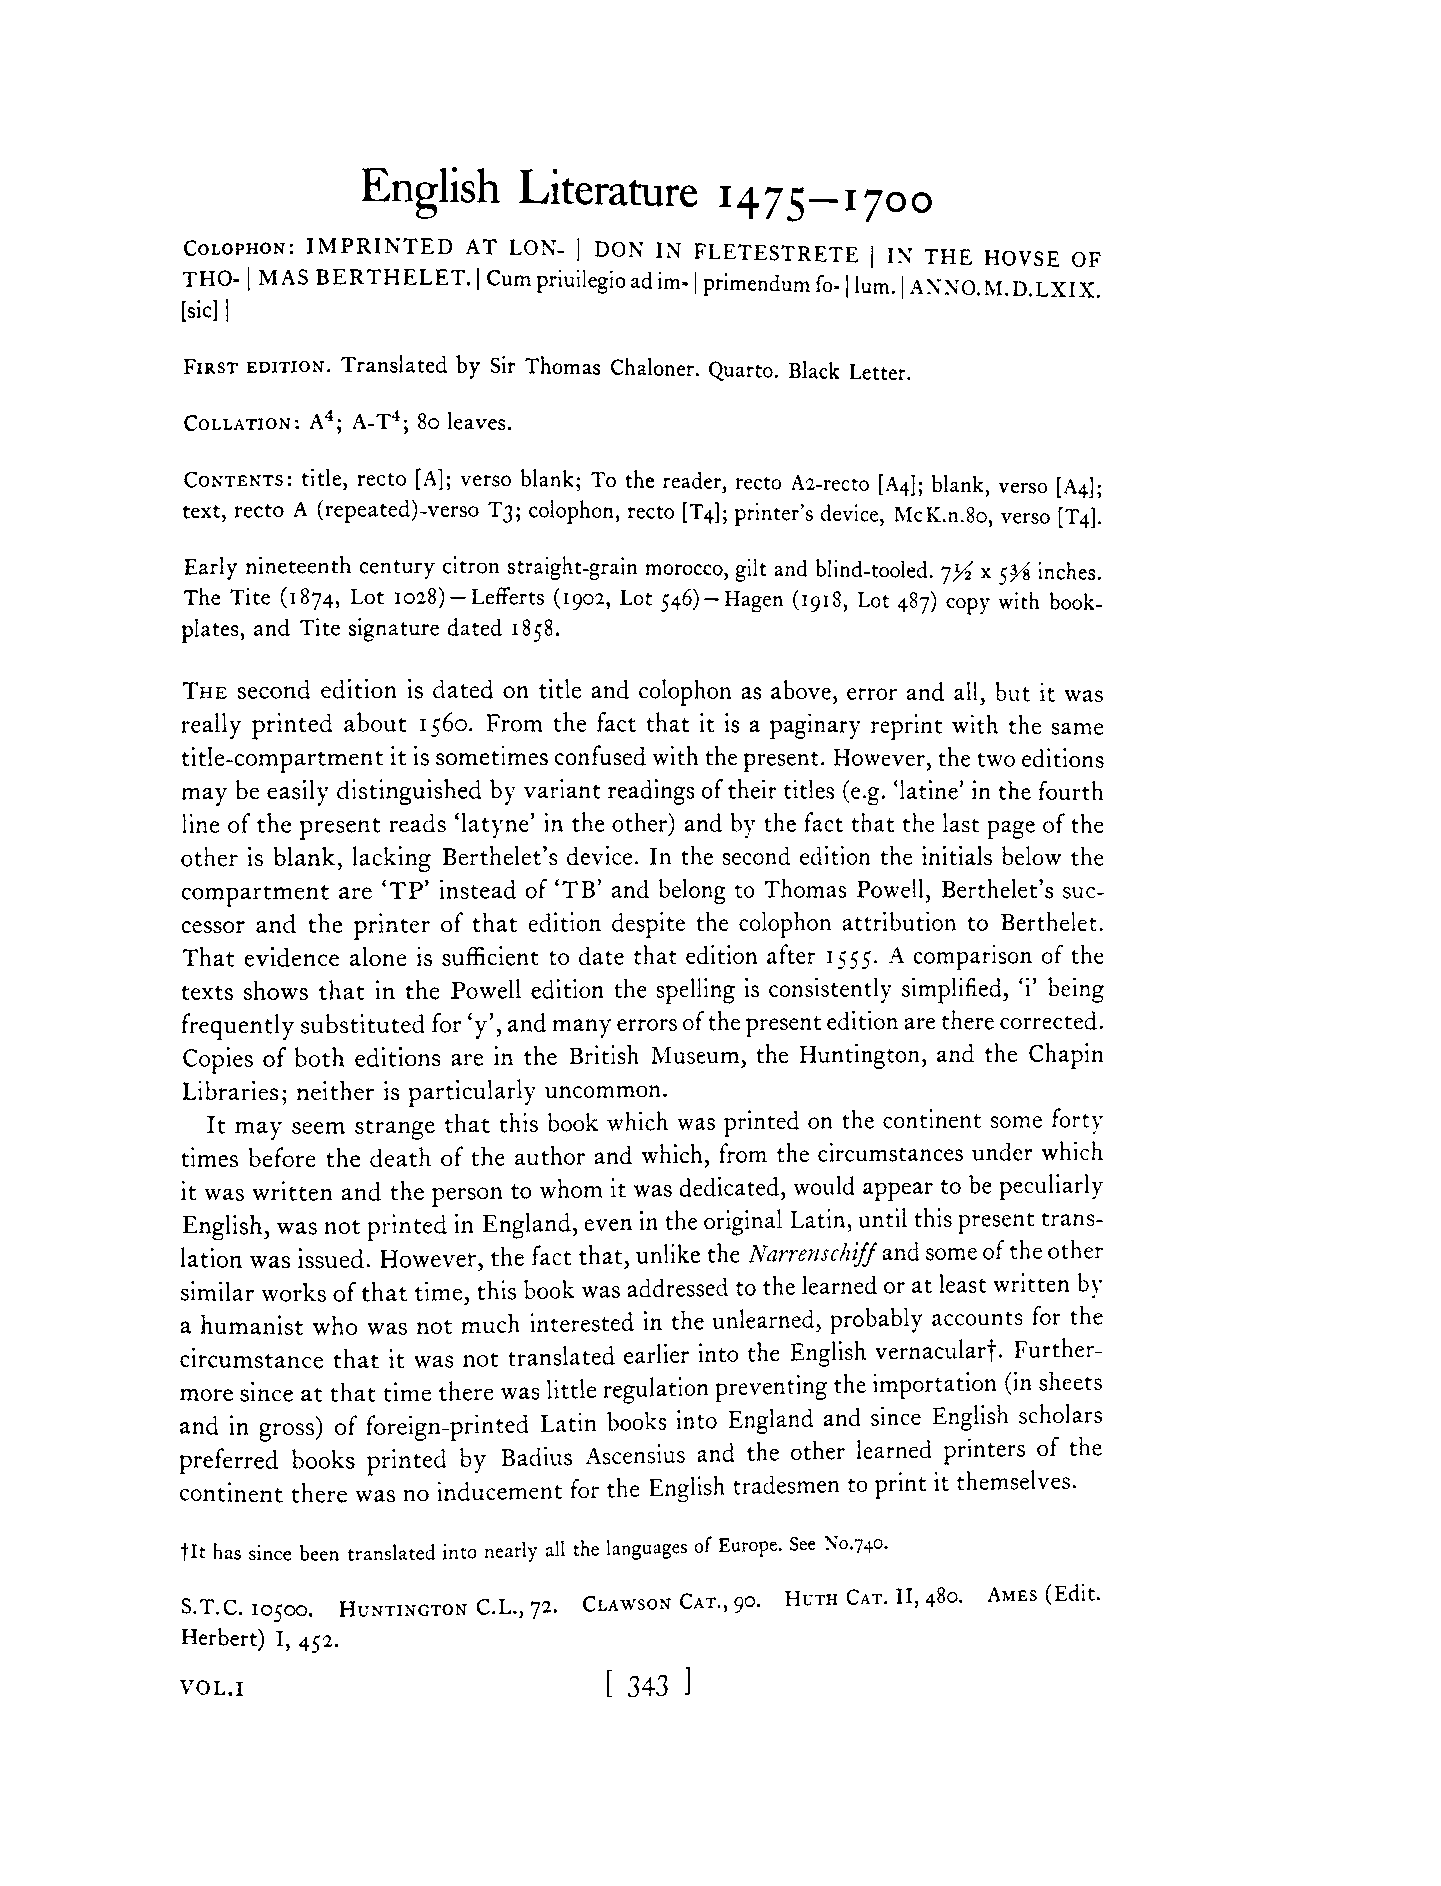 English Literature 1475–1700
COLOPHON: IMPRINTED AT LON- | DON IN FLETESTRETE | IN THE HOVSE OF
THO- | MAS BERTHELET. | Cum priuilegio ad im- | primendum fo- | lum. | ANNO.M.D.LXIX.
[sic] |
FIRST EDITION. Translated by Sir Thomas Chaloner. Quarto. Black Letter.
COLLATION: A⁴; A-T⁴; 80 leaves.
CONTENTS: title, recto [A]; verso blank; To the reader, recto A2-recto [A4]; blank, verso [A4];
text, recto A (repeated)-verso T3; colophon, recto [T4]; printer's device, McK.n.80, verso [T4].
Early nineteenth century citron straight-grain morocco, gilt and blind-tooled. 7½ x 5⅜ inches.
The Tite (1874, Lot 1028)—Lefferts (1902, Lot 546)—Hagen (1918, Lot 487) copy with book-
plates, and Tite signature dated 1858.
THE second edition is dated on title and colophon as above, error and all, but it was
really printed about 1560. From the fact that it is a paginary reprint with the same
title-compartment it is sometimes confused with the present. However, the two editions
may be easily distinguished by variant readings of their titles (e.g. 'latine' in the fourth
line of the present reads 'latyne' in the other) and by the fact that the last page of the
other is blank, lacking Berthelet's device. In the second edition the initials below the
compartment are 'TP' instead of 'TB' and belong to Thomas Powell, Berthelet's suc-
cessor and the printer of that edition despite the colophon attribution to Berthelet.
That evidence alone is sufficient to date that edition after 1555. A comparison of the
texts shows that in the Powell edition the spelling is consistently simplified, 'i' being
frequently substituted for 'y', and many errors of the present edition are there corrected.
Copies of both editions are in the British Museum, the Huntington, and the Chapin
Libraries; neither is particularly uncommon.
It may seem strange that this book which was printed on the continent some forty
times before the death of the author and which, from the circumstances under which
it was written and the person to whom it was dedicated, would appear to be peculiarly
English, was not printed in England, even in the original Latin, until this present trans-
lation was issued. However, the fact that, unlike the Narrenschiff and some of the other
similar works of that time, this book was addressed to the learned or at least written by
a humanist who was not much interested in the unlearned, probably accounts for the
circumstance that it was not translated earlier into the English vernacular†. Further-
more since at that time there was little regulation preventing the importation (in sheets
and in gross) of foreign-printed Latin books into England and since English scholars
preferred books printed by Badius Ascensius and the other learned printers of the
continent there was no inducement for the English tradesmen to print it themselves.
†It has since been translated into nearly all the languages of Europe. See No.740.
S.T.C. 10500. HUNTINGTON C.L., 72. CLAWSON CAT., 90. HUTH CAT. II, 480. AMES (Edit.
Herbert) I, 452.
VOL.I [ 343 ]